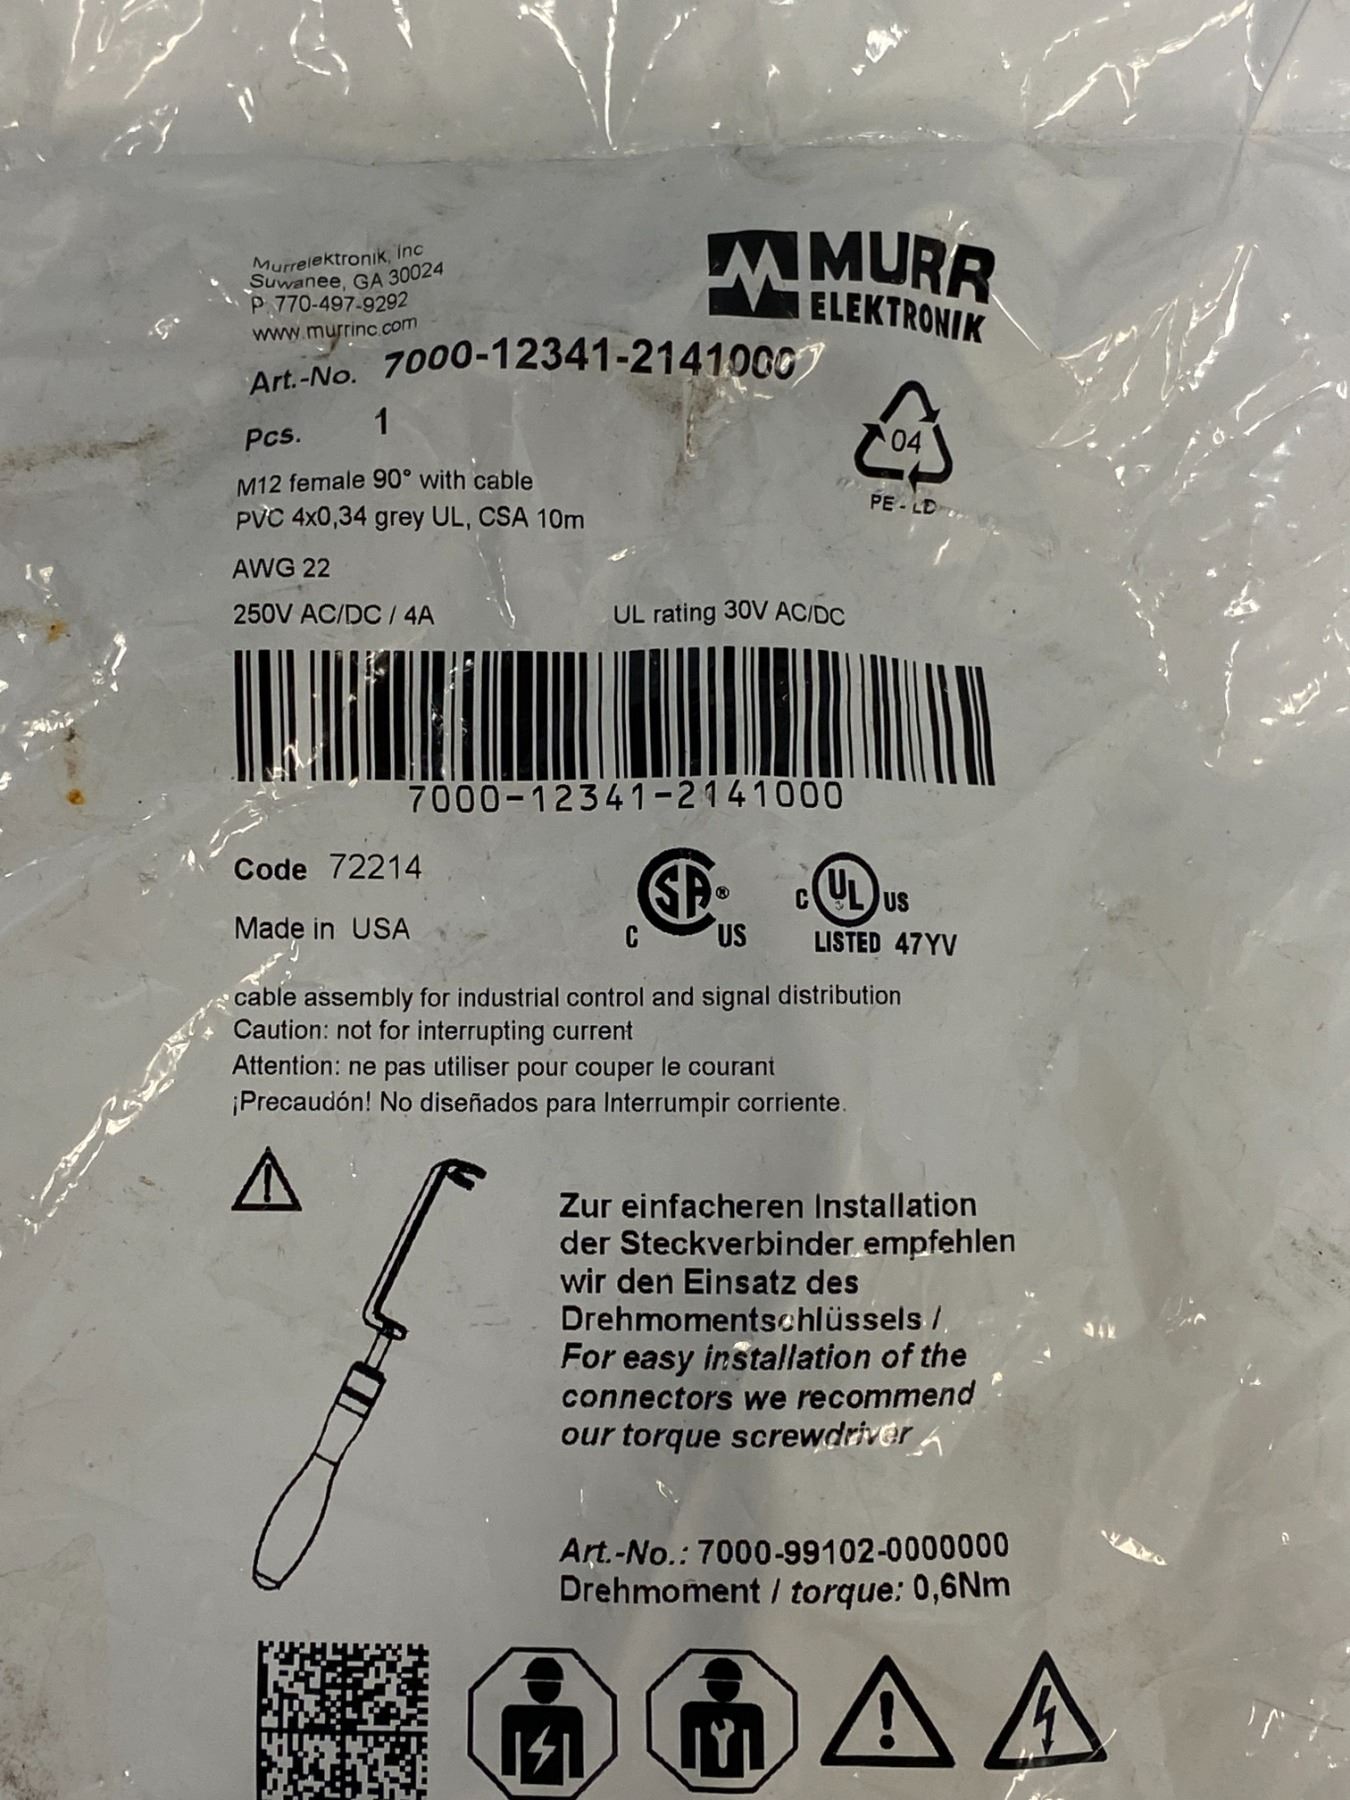 Murrelektronik, Inc
Suwanee, GA 30024
P. 770-497-9292
www.murrinc.com
MURR
ELEKTRONIK
Art.-No. 7000-12341-2141000
Pcs. 1
04
PE-LD
M12 female 90° with cable
PVC 4x0,34 grey UL, CSA 10m
AWG 22
250V AC/DC / 4A UL rating 30V AC/DC
7000-12341-2141000
Code 72214
Made in USA
C SA® US
C UL US
LISTED 47YV
cable assembly for industrial control and signal distribution
Caution: not for interrupting current
Attention: ne pas utiliser pour couper le courant
¡Precaudón! No diseñados para Interrumpir corriente.
Zur einfacheren Installation
der Steckverbinder empfehlen
wir den Einsatz des
Drehmomentschlüssels /
For easy installation of the
connectors we recommend
our torque screwdriver
Art.-No.: 7000-99102-0000000
Drehmoment / torque: 0,6Nm